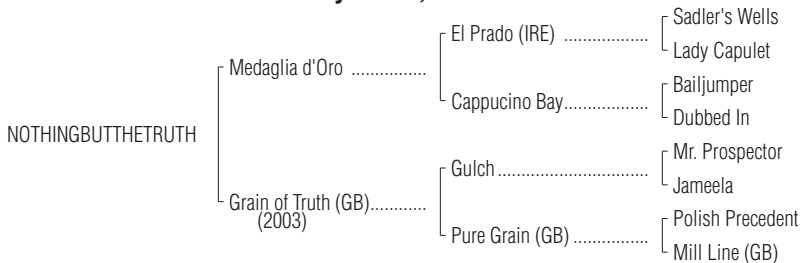 Sadler's Wells
El Prado (IRE) ..................
Lady Capulet
Medaglia d'Oro ................
Bailjumper
Cappucino Bay..................
Dubbed In
NOTHINGBUTTHETRUTH
Mr. Prospector
Gulch................................
Jameela
Grain of Truth (GB)............
(2003)
Polish Precedent
Pure Grain (GB) ................
Mill Line (GB)